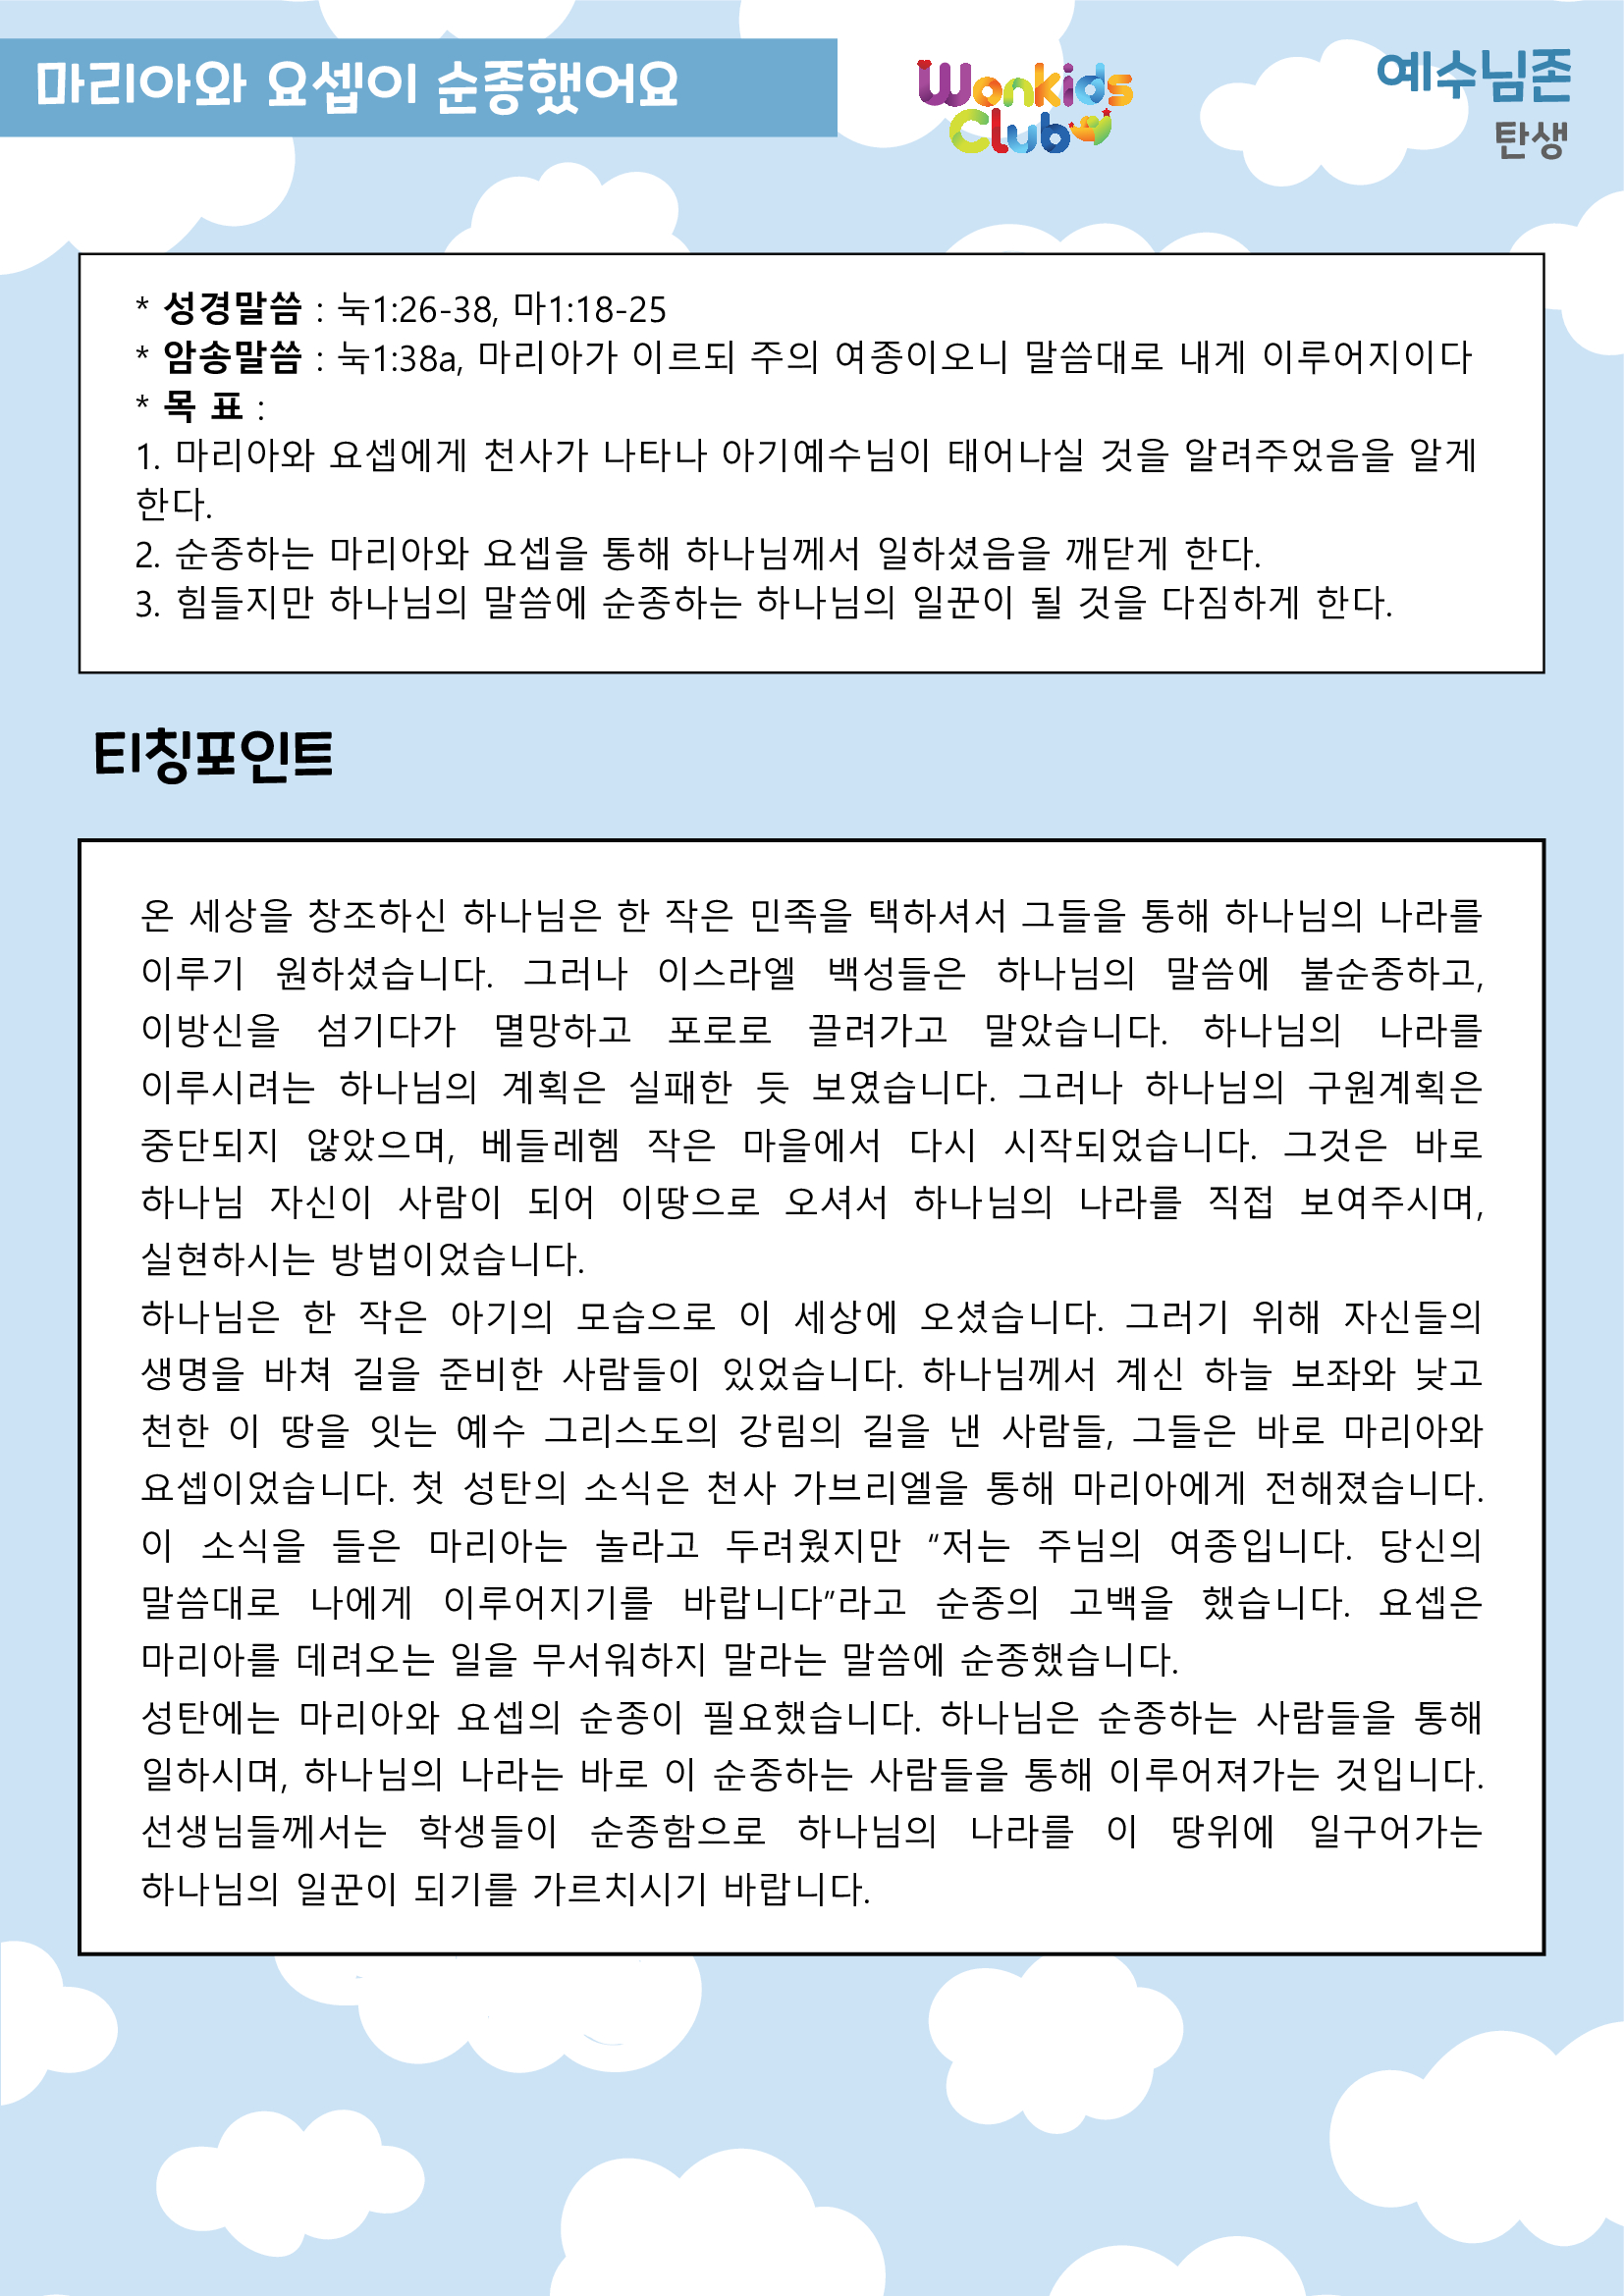 마리아와 요셉이 순종했어요
Wonkids
Club
예수님존
탄생
* 성경말씀 : 눅1:26-38, 마1:18-25
* 암송말씀 : 눅1:38a, 마리아가 이르되 주의 여종이오니 말씀대로 내게 이루어지이다
* 목 표 :
1. 마리아와 요셉에게 천사가 나타나 아기예수님이 태어나실 것을 알려주었음을 알게
한다.
2. 순종하는 마리아와 요셉을 통해 하나님께서 일하셨음을 깨닫게 한다.
3. 힘들지만 하나님의 말씀에 순종하는 하나님의 일꾼이 될 것을 다짐하게 한다.
티칭포인트
온 세상을 창조하신 하나님은 한 작은 민족을 택하셔서 그들을 통해 하나님의 나라를
이루기 원하셨습니다. 그러나 이스라엘 백성들은 하나님의 말씀에 불순종하고,
이방신을 섬기다가 멸망하고 포로로 끌려가고 말았습니다. 하나님의 나라를
이루시려는 하나님의 계획은 실패한 듯 보였습니다. 그러나 하나님의 구원계획은
중단되지 않았으며, 베들레헴 작은 마을에서 다시 시작되었습니다. 그것은 바로
하나님 자신이 사람이 되어 이땅으로 오셔서 하나님의 나라를 직접 보여주시며,
실현하시는 방법이었습니다.
하나님은 한 작은 아기의 모습으로 이 세상에 오셨습니다. 그러기 위해 자신들의
생명을 바쳐 길을 준비한 사람들이 있었습니다. 하나님께서 계신 하늘 보좌와 낮고
천한 이 땅을 잇는 예수 그리스도의 강림의 길을 낸 사람들, 그들은 바로 마리아와
요셉이었습니다. 첫 성탄의 소식은 천사 가브리엘을 통해 마리아에게 전해졌습니다.
이 소식을 들은 마리아는 놀라고 두려웠지만 “저는 주님의 여종입니다. 당신의
말씀대로 나에게 이루어지기를 바랍니다”라고 순종의 고백을 했습니다. 요셉은
마리아를 데려오는 일을 무서워하지 말라는 말씀에 순종했습니다.
성탄에는 마리아와 요셉의 순종이 필요했습니다. 하나님은 순종하는 사람들을 통해
일하시며, 하나님의 나라는 바로 이 순종하는 사람들을 통해 이루어져가는 것입니다.
선생님들께서는 학생들이 순종함으로 하나님의 나라를 이 땅위에 일구어가는
하나님의 일꾼이 되기를 가르치시기 바랍니다.